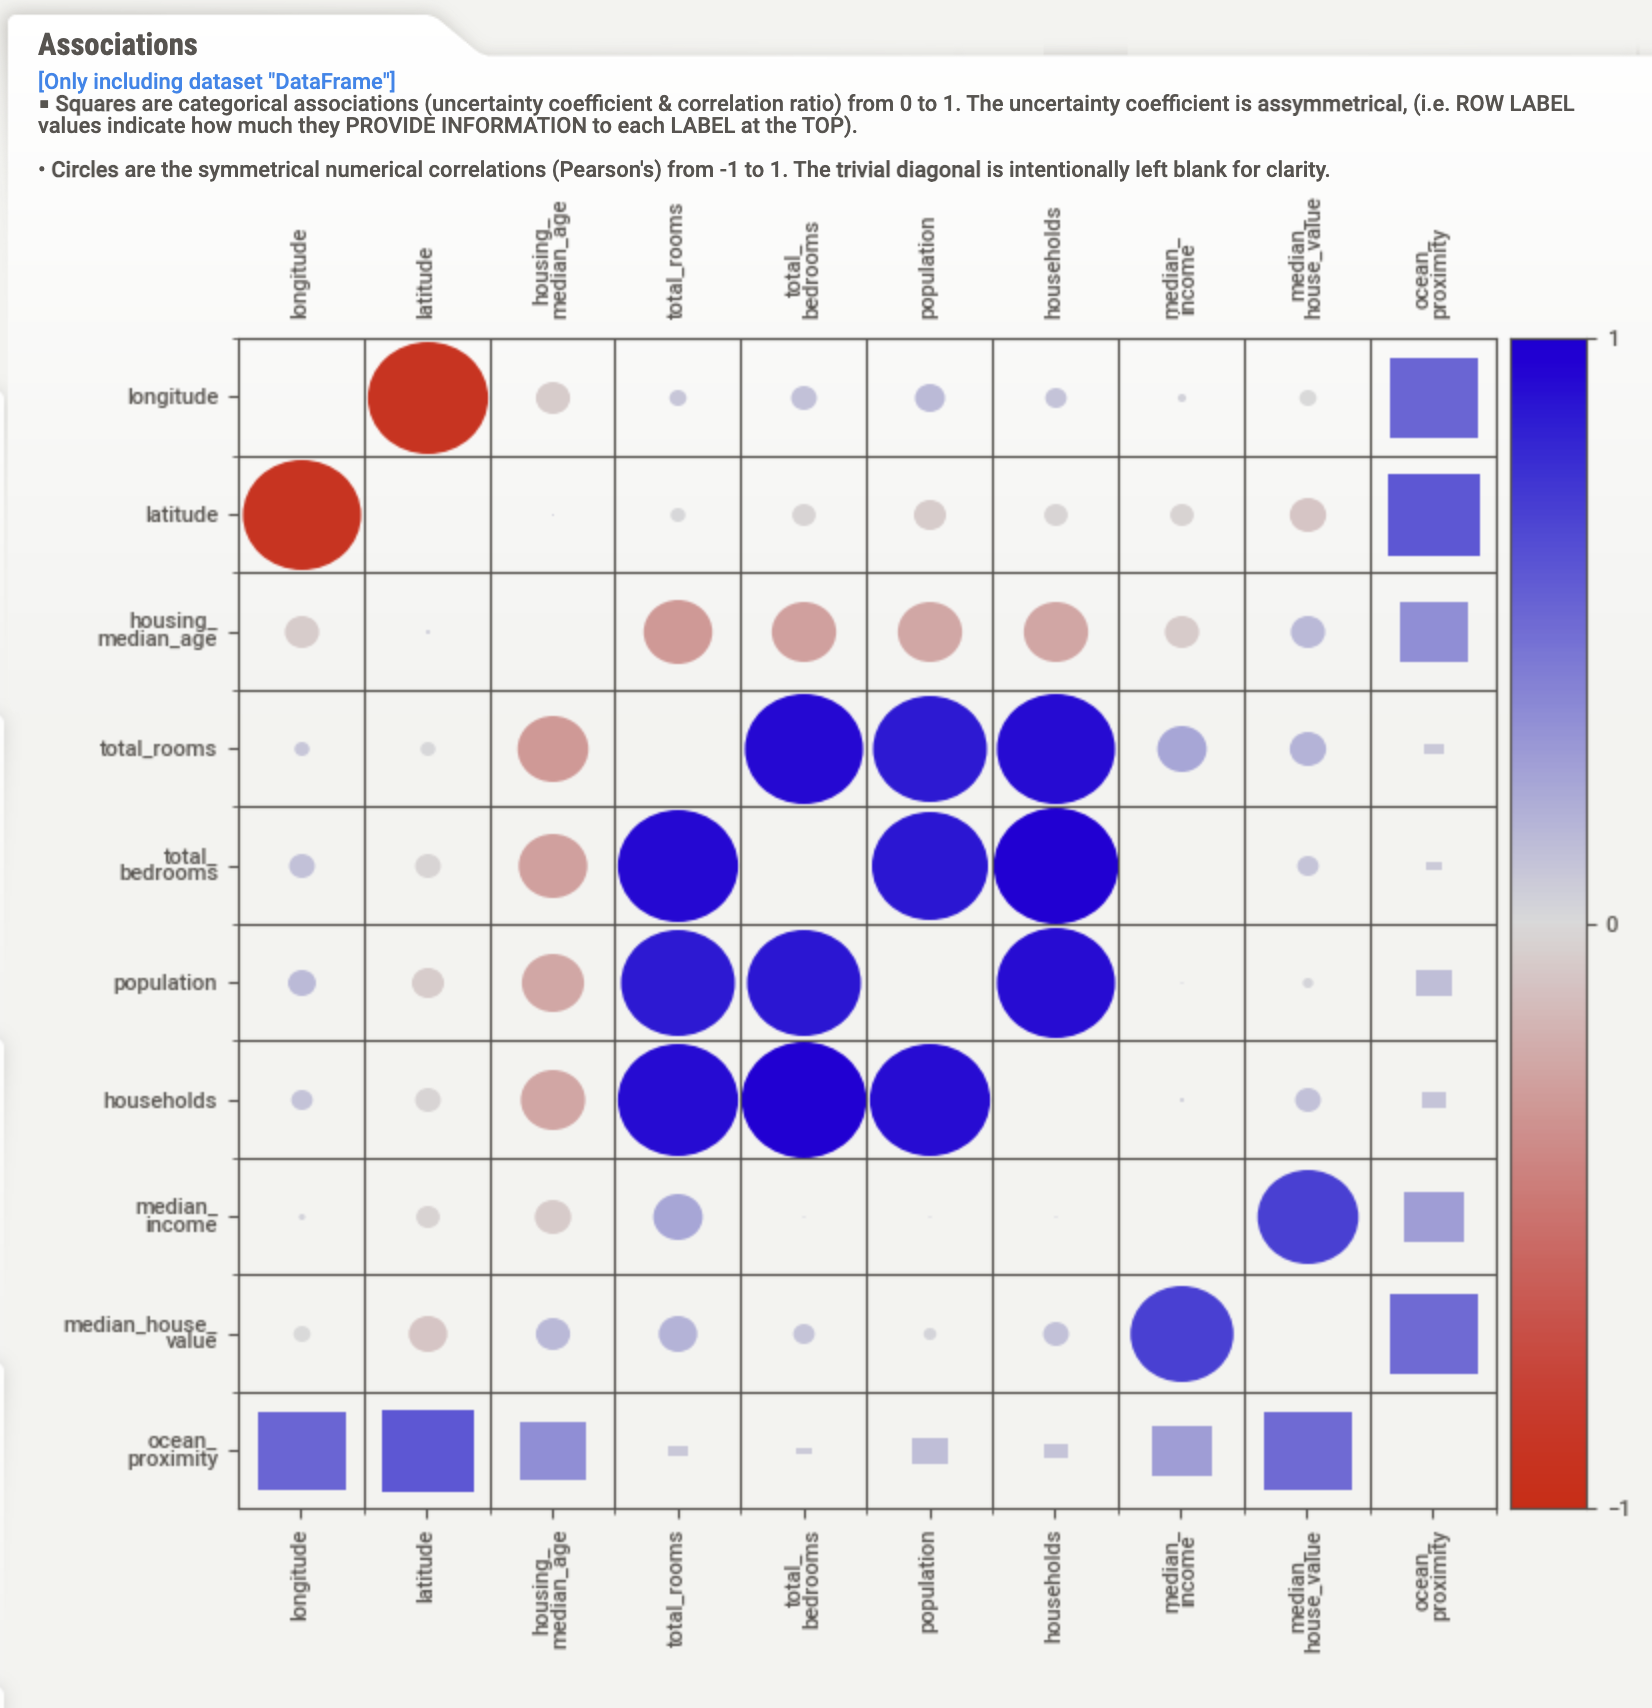 Associations
[Only including dataset "DataFrame"]
▪ Squares are categorical associations (uncertainty coefficient & correlation ratio) from 0 to 1. The uncertainty coefficient is assymmetrical, (i.e. ROW LABEL
values indicate how much they PROVIDE INFORMATION to each LABEL at the TOP).
• Circles are the symmetrical numerical correlations (Pearson's) from -1 to 1. The trivial diagonal is intentionally left blank for clarity.
longitude
latitude
housing_
median_age
total_rooms
total_
bedrooms
population
households
median_
income
median_
house_value
ocean_
proximity
longitude
latitude
housing_
median_age
total_rooms
total_
bedrooms
population
households
median_
income
median_house_
value
ocean_
proximity
1
0
-1
longitude
latitude
housing_
median_age
total_rooms
total_
bedrooms
population
households
median_
income
median_
house_value
ocean_
proximity